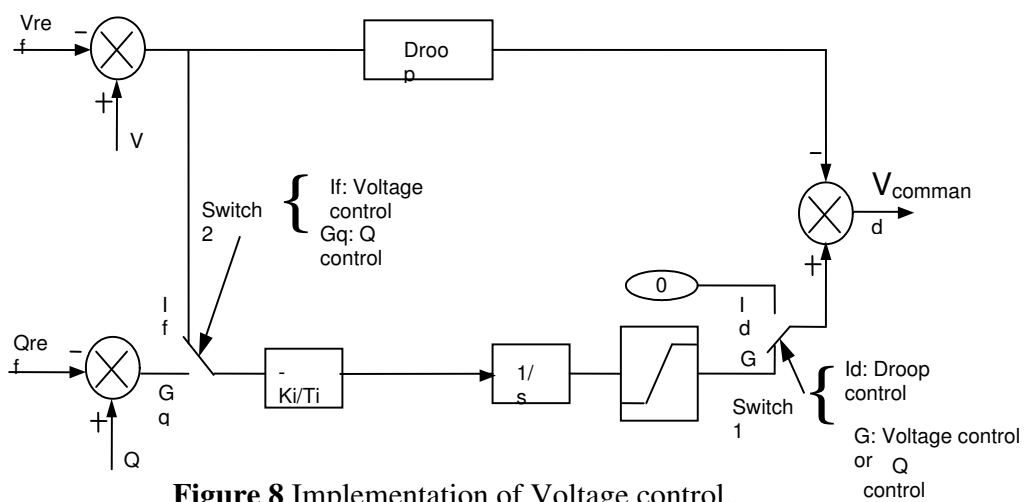 Vre
f
−
+
V
Droo
p
−
V
comman
d
+
Switch
2
{
If: Voltage
control
Gq: Q
control
I
f
Qre
f
−
+
Q
G
q
-
Ki/Ti
1/
s
0
I
d
G
Switch
1
{
Id: Droop
control
G: Voltage control
or Q
control
Figure 8 Implementation of Voltage control